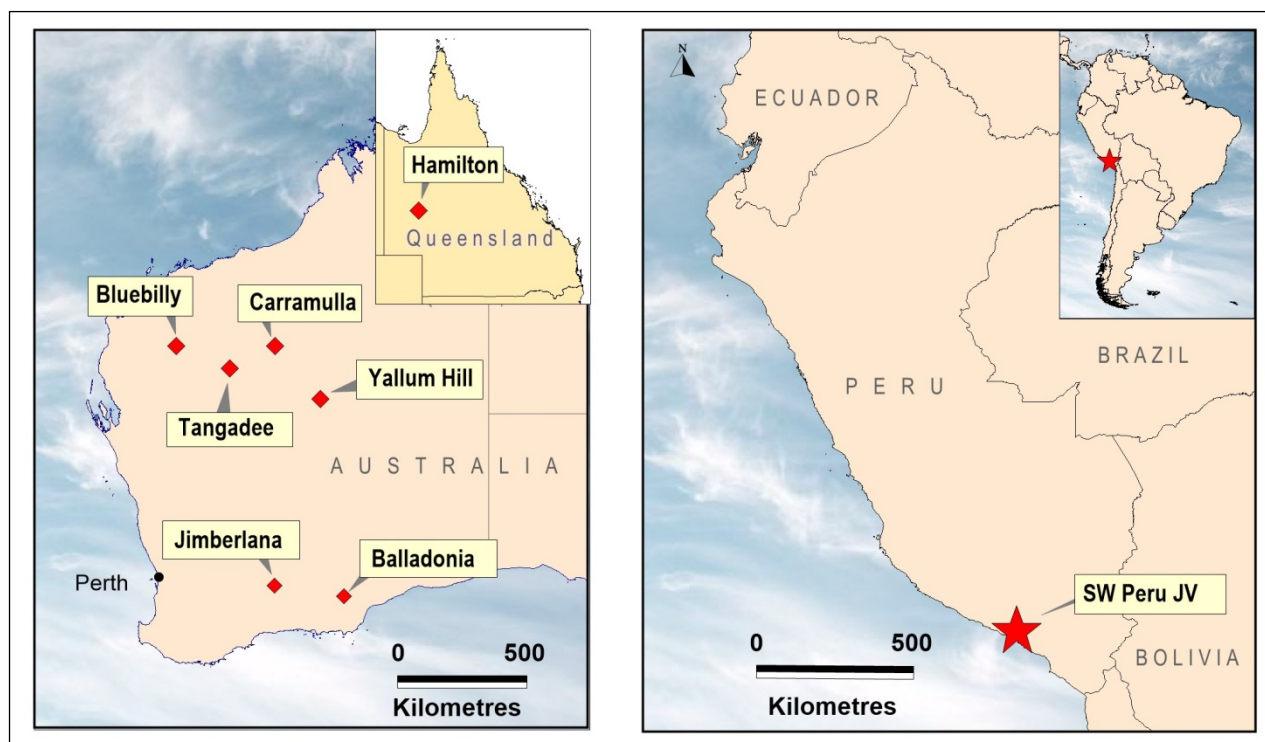 Hamilton
Queensland
Bluebilly
Carramulla
Yallum Hill
Tangadee
AUSTRALIA
Jimberlana
Balladonia
Perth
0 500
Kilometres
N
ECUADOR
PERU
BRAZIL
SW Peru JV
0 500
Kilometres
BOLIVIA